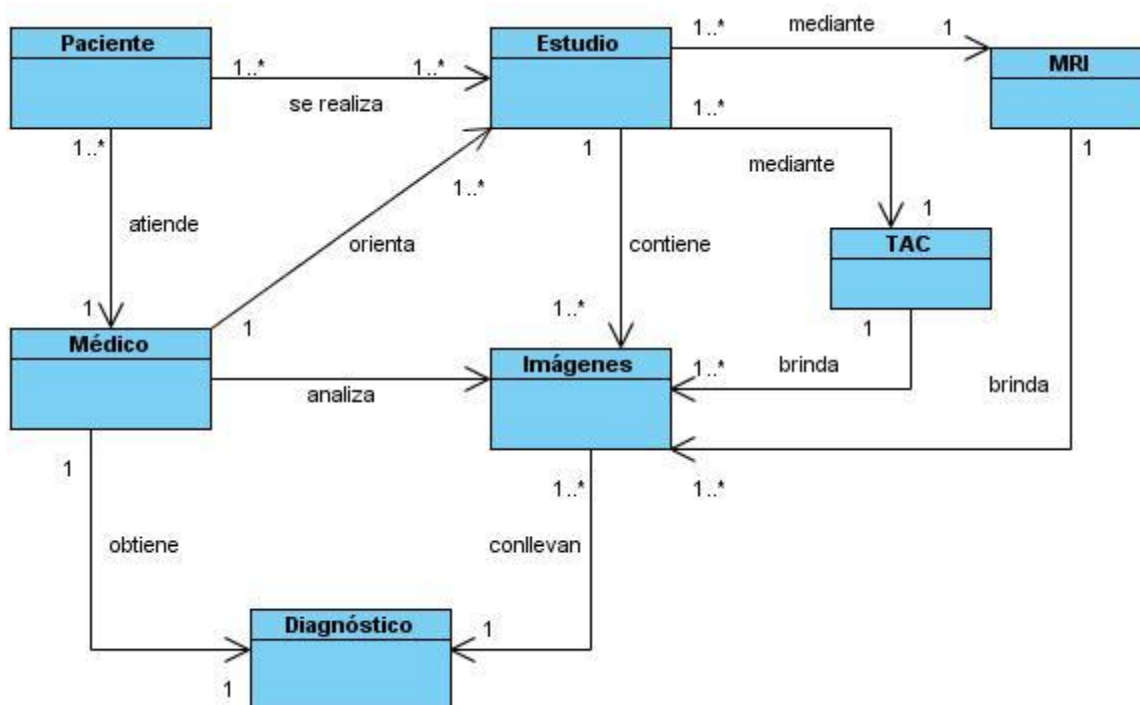 Paciente
Estudio
MRI
1..*
1..*
se realiza
1..*
mediante
1
1..*
1
1..*
mediante
1
1..*
atiende
orienta
contiene
1
TAC
1
1
1..*
1
Médico
Imágenes
analiza
1..*
brinda
brinda
1
1..*
1..*
obtiene
conllevan
Diagnóstico
1
1